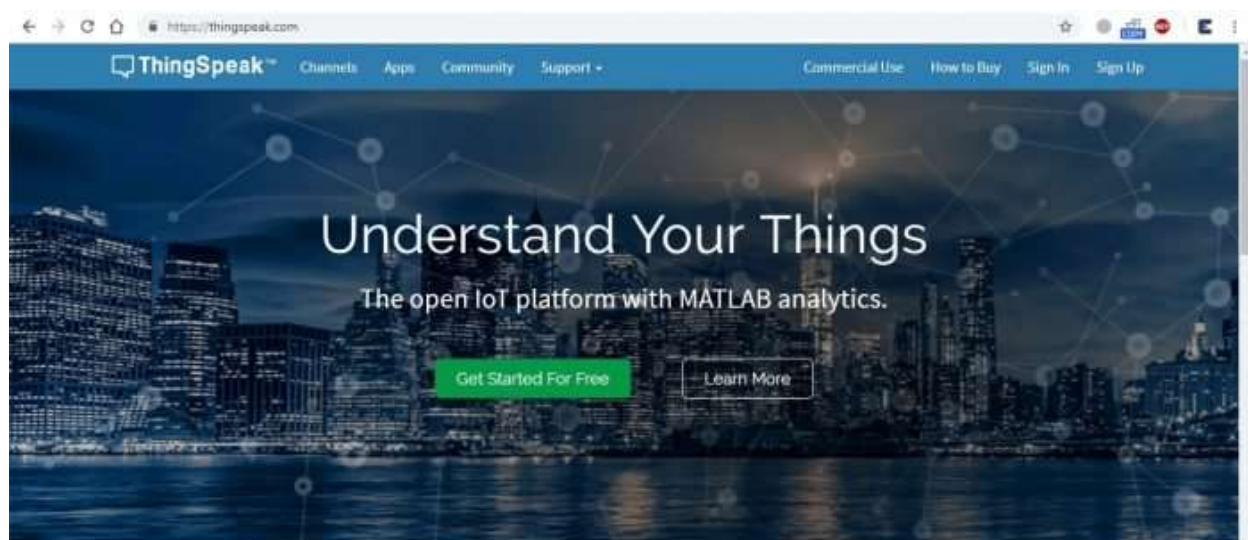 https://thingspeak.com
ThingSpeak™ Channels Apps Community Support Commercial Use How to Buy Sign In Sign Up
Understand Your Things
The open IoT platform with MATLAB analytics.
Get Started For Free Learn More